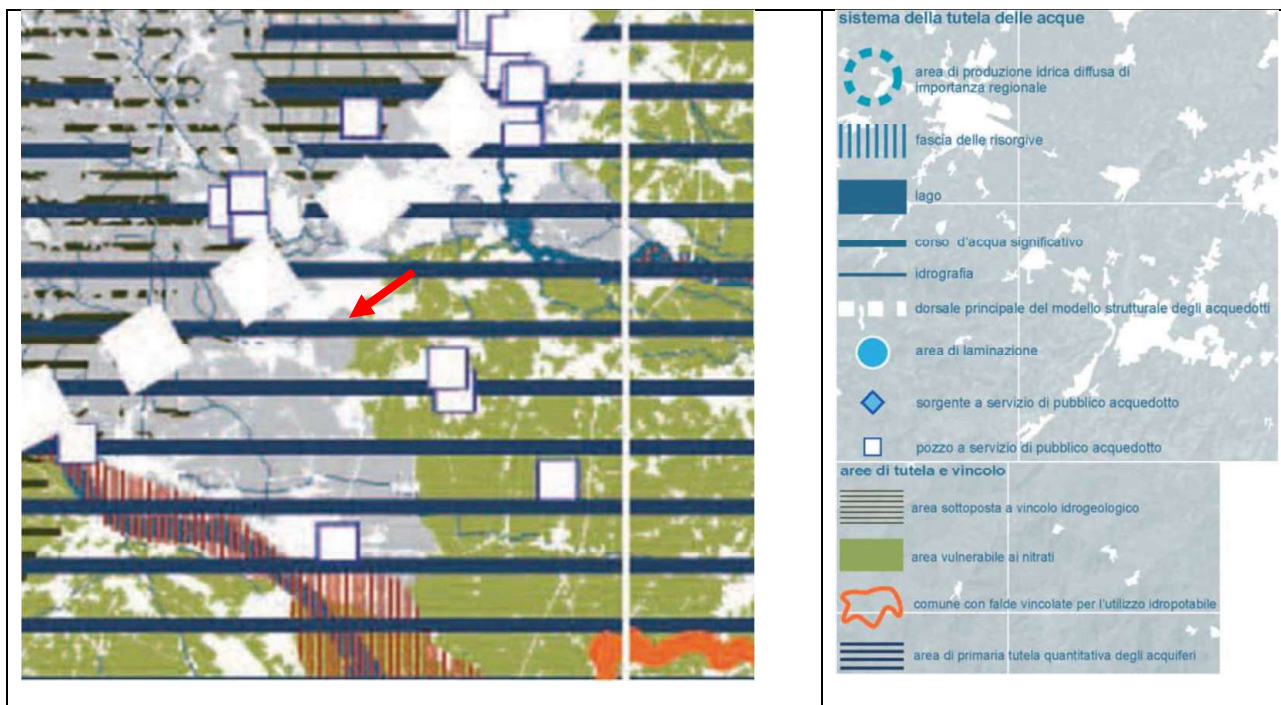 sistema della tutela delle acque
area di produzione idrica diffusa di
importanza regionale
fascia delle risorgive
lago
corso d'acqua significativo
idrografia
dorsale principale del modello strutturale degli acquedotti
area di laminazione
sorgente a servizio di pubblico acquedotto
pozzo a servizio di pubblico acquedotto
aree di tutela e vincolo
area sottoposta a vincolo idrogeologico
area vulnerabile ai nitrati
comune con falde vincolate per l'utilizzo idropotabile
area di primaria tutela quantitativa degli acquiferi